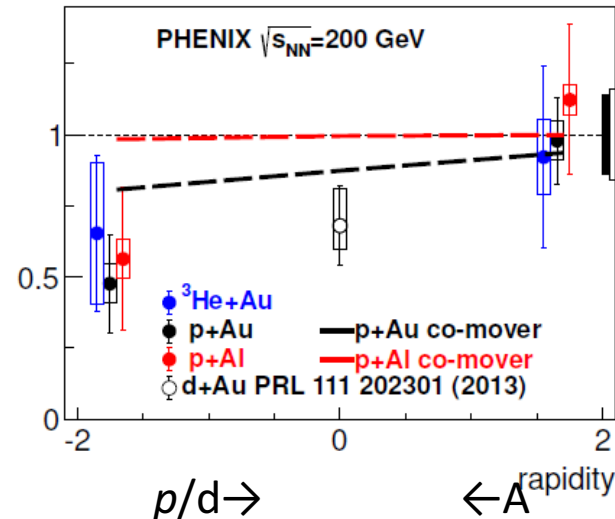 PHENIX √sNN=200 GeV
1
0.5
0
³He+Au
p+Au
p+Au co-mover
p+Al
p+Al co-mover
d+Au PRL 111 202301 (2013)
-2
0
2
rapidity
p/d→
←A